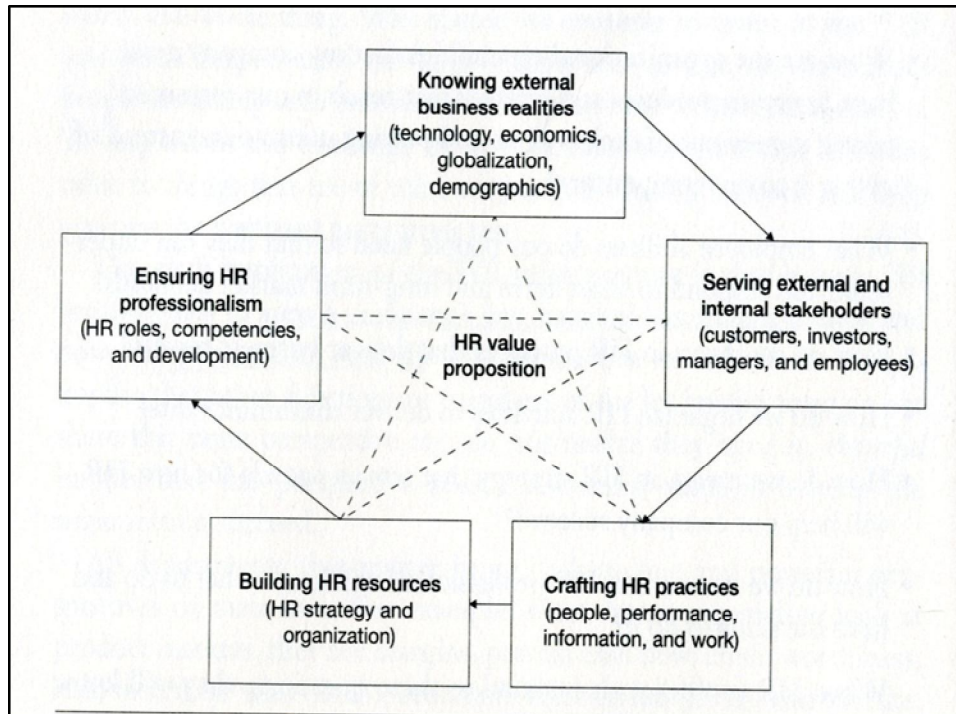 Knowing external
business realities
(technology, economics,
globalization,
demographics)
Ensuring HR
professionalism
(HR roles, competencies,
and development)
Serving external and
internal stakeholders
(customers, investors,
managers, and employees)
HR value
proposition
Building HR resources
(HR strategy and
organization)
Crafting HR practices
(people, performance,
information, and work)